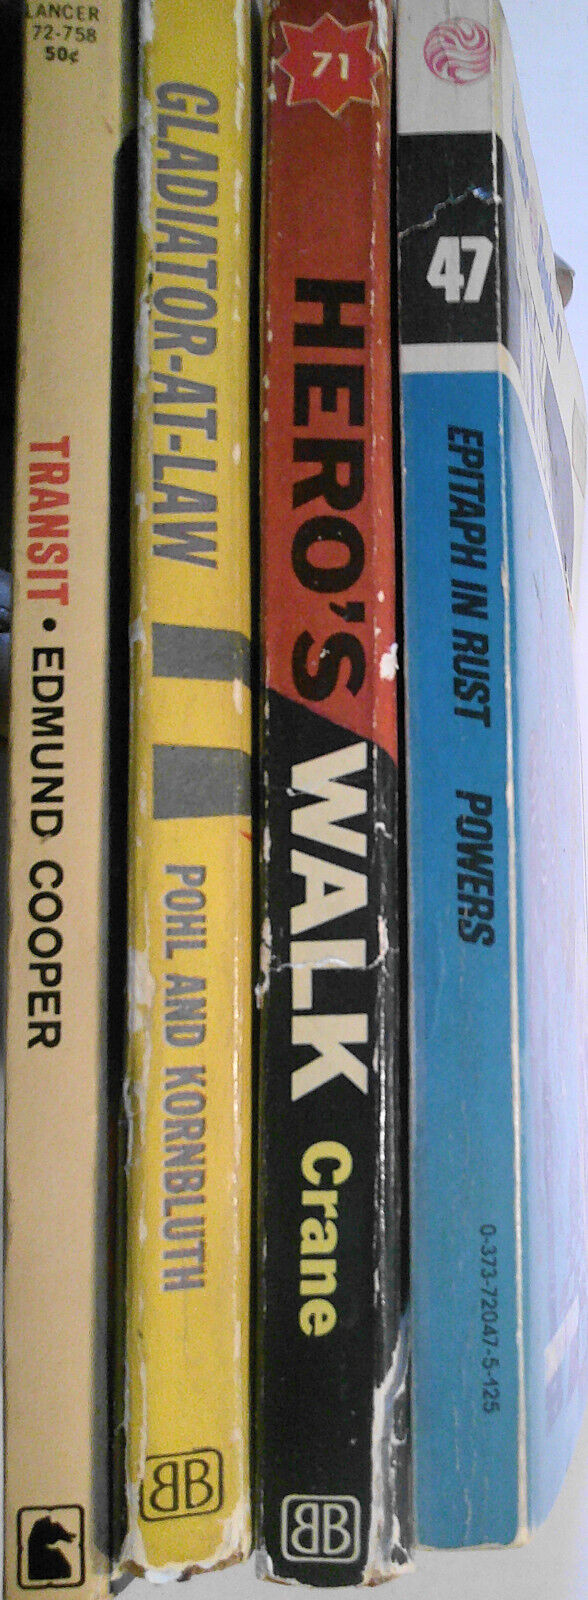 LANCER
72-758
50¢
TRANSIT • EDMUND COOPER
GLADIATOR-AT-LAW
POHL AND KORNBLUTH
BB
71
HERO'S
WALK
Crane
BB
47
EPITAPH IN RUST POWERS
0-373-72047-5-125